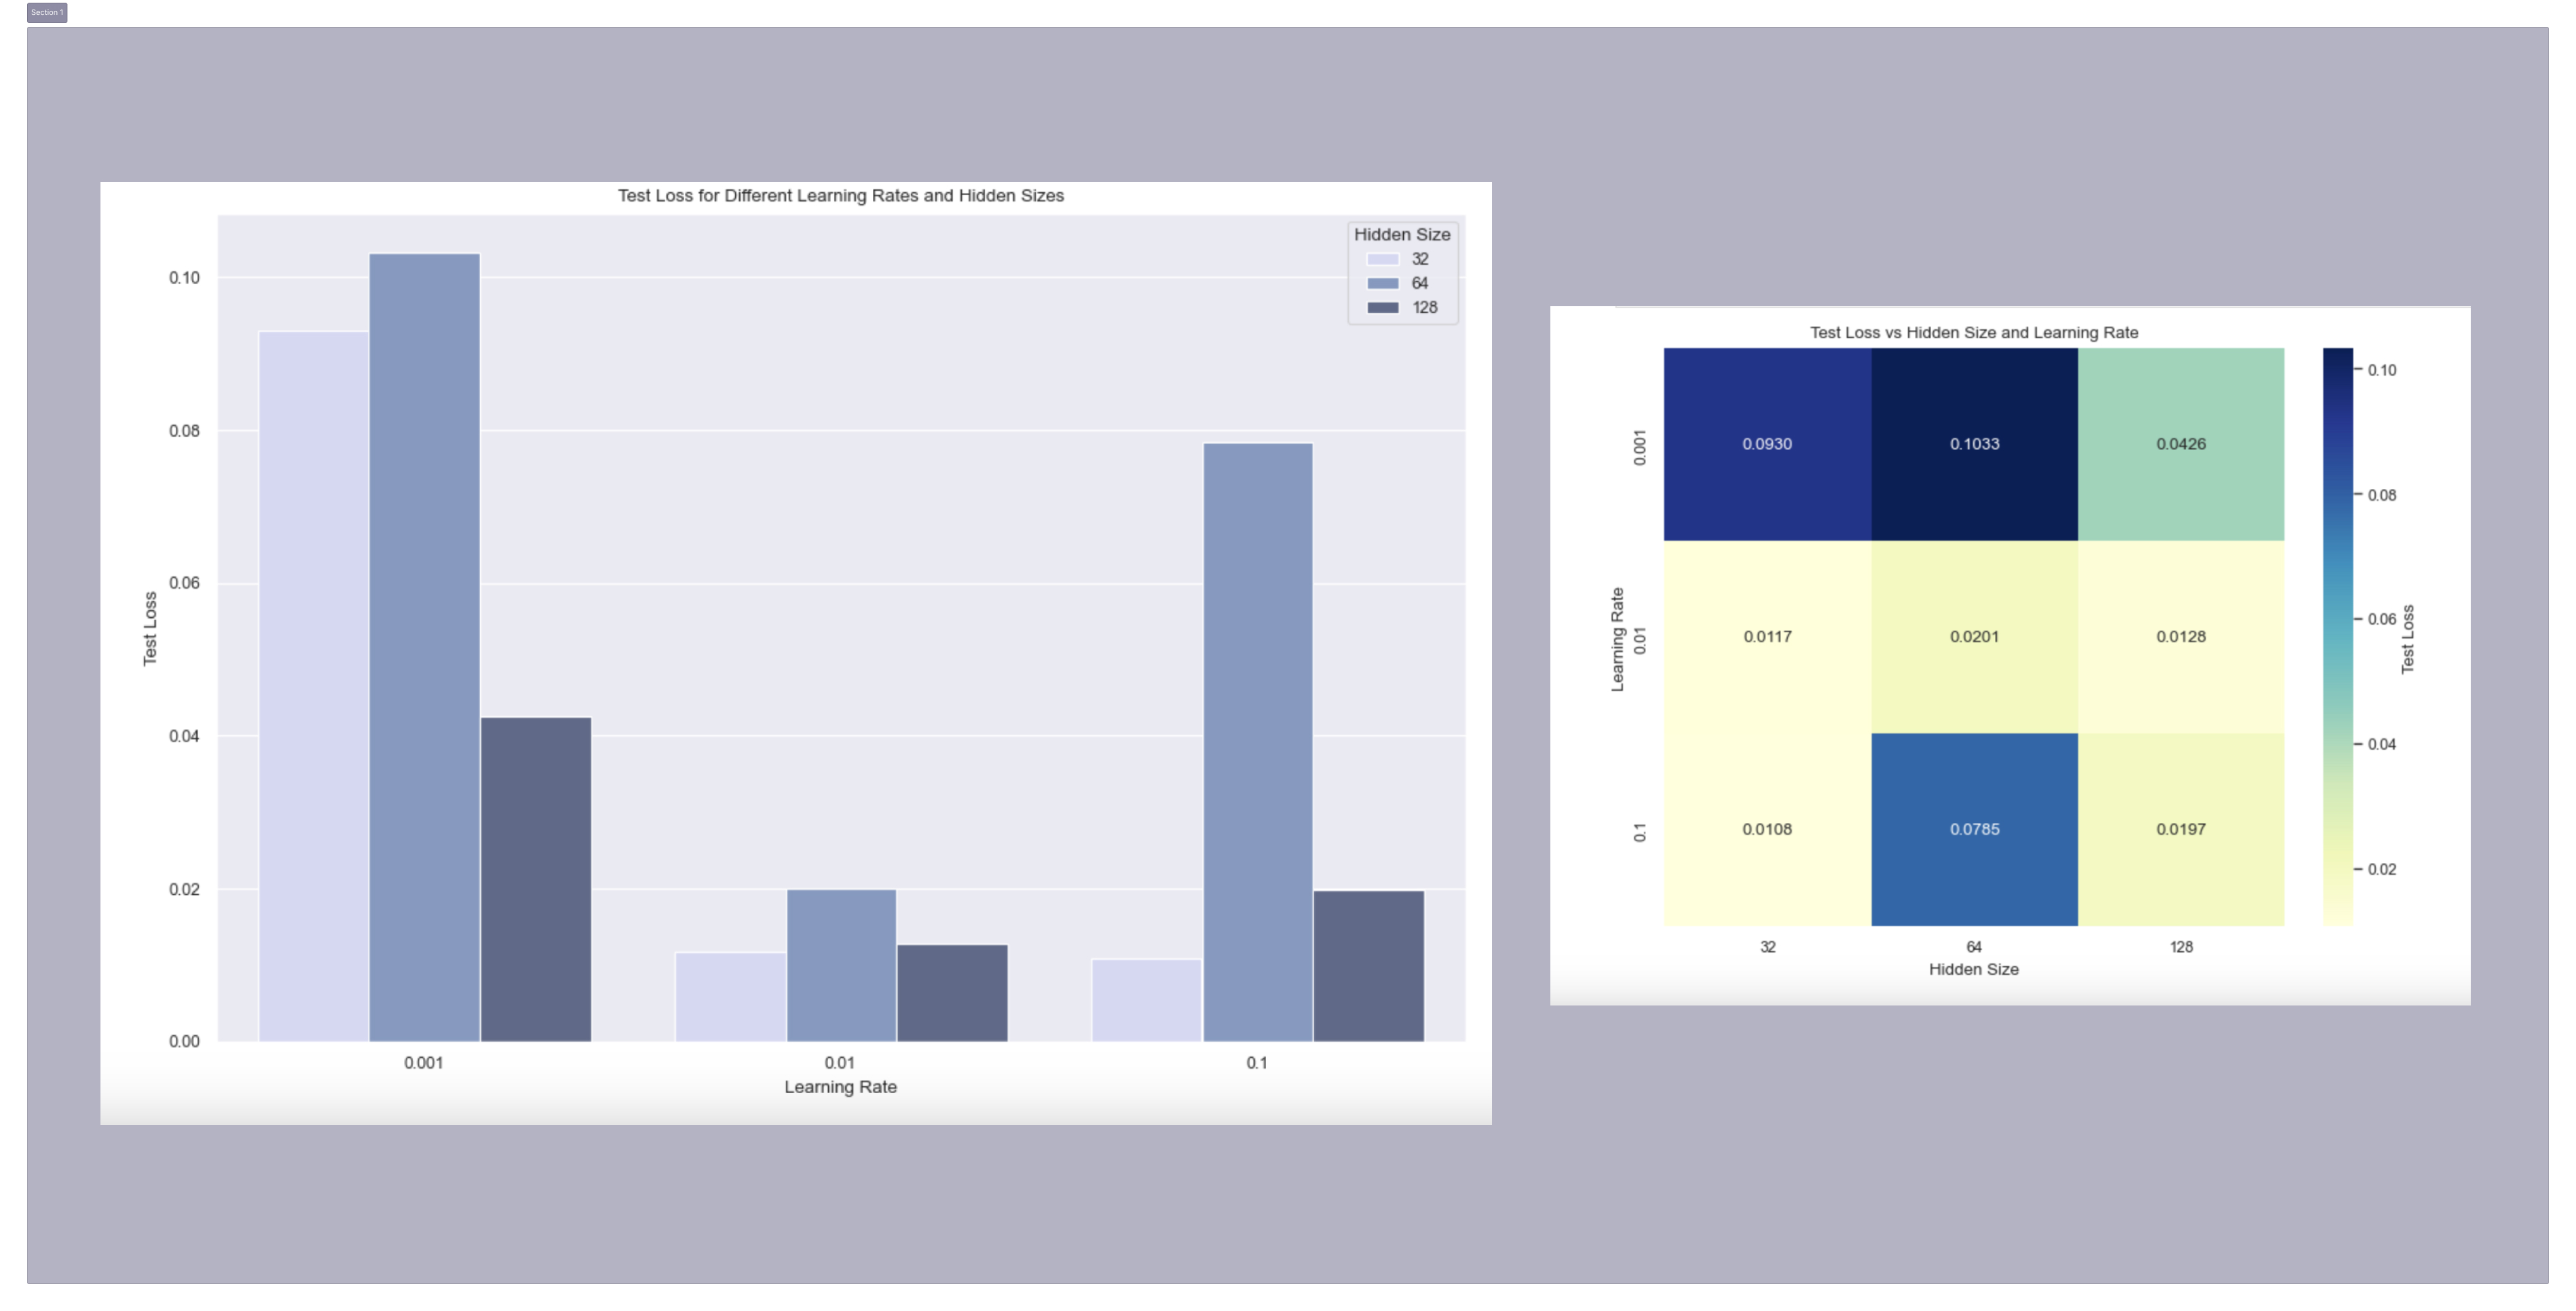 Section 1
Test Loss for Different Learning Rates and Hidden Sizes
Hidden Size
32
64
128
0.10
0.08
0.06
0.04
0.02
0.00
Test Loss
0.001 0.01 0.1
Learning Rate
Test Loss vs Hidden Size and Learning Rate
0.001 0.0930 0.1033 0.0426
0.01 0.0117 0.0201 0.0128
0.1 0.0108 0.0785 0.0197
Learning Rate
32 64 128
Hidden Size
0.10
0.08
0.06
0.04
0.02
Test Loss